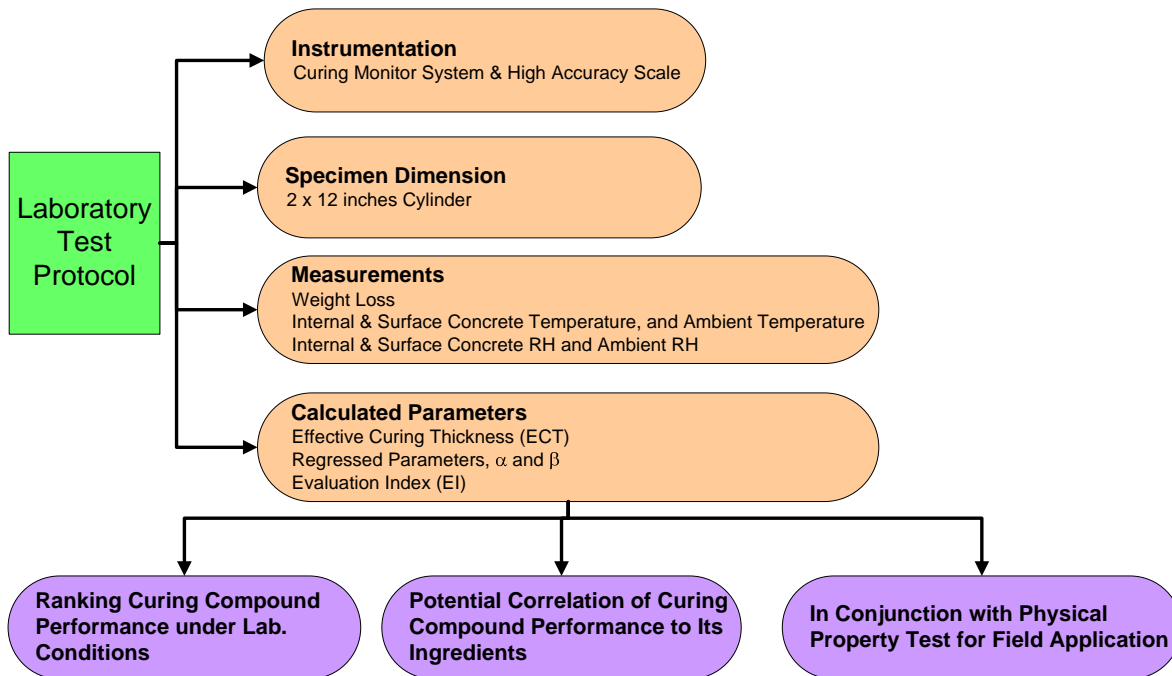 Laboratory
Test
Protocol
Instrumentation
Curing Monitor System & High Accuracy Scale
Specimen Dimension
2 x 12 inches Cylinder
Measurements
Weight Loss
Internal & Surface Concrete Temperature, and Ambient Temperature
Internal & Surface Concrete RH and Ambient RH
Calculated Parameters
Effective Curing Thickness (ECT)
Regressed Parameters, α and β
Evaluation Index (EI)
Ranking Curing Compound
Performance under Lab.
Conditions
Potential Correlation of Curing
Compound Performance to Its
Ingredients
In Conjunction with Physical
Property Test for Field Application